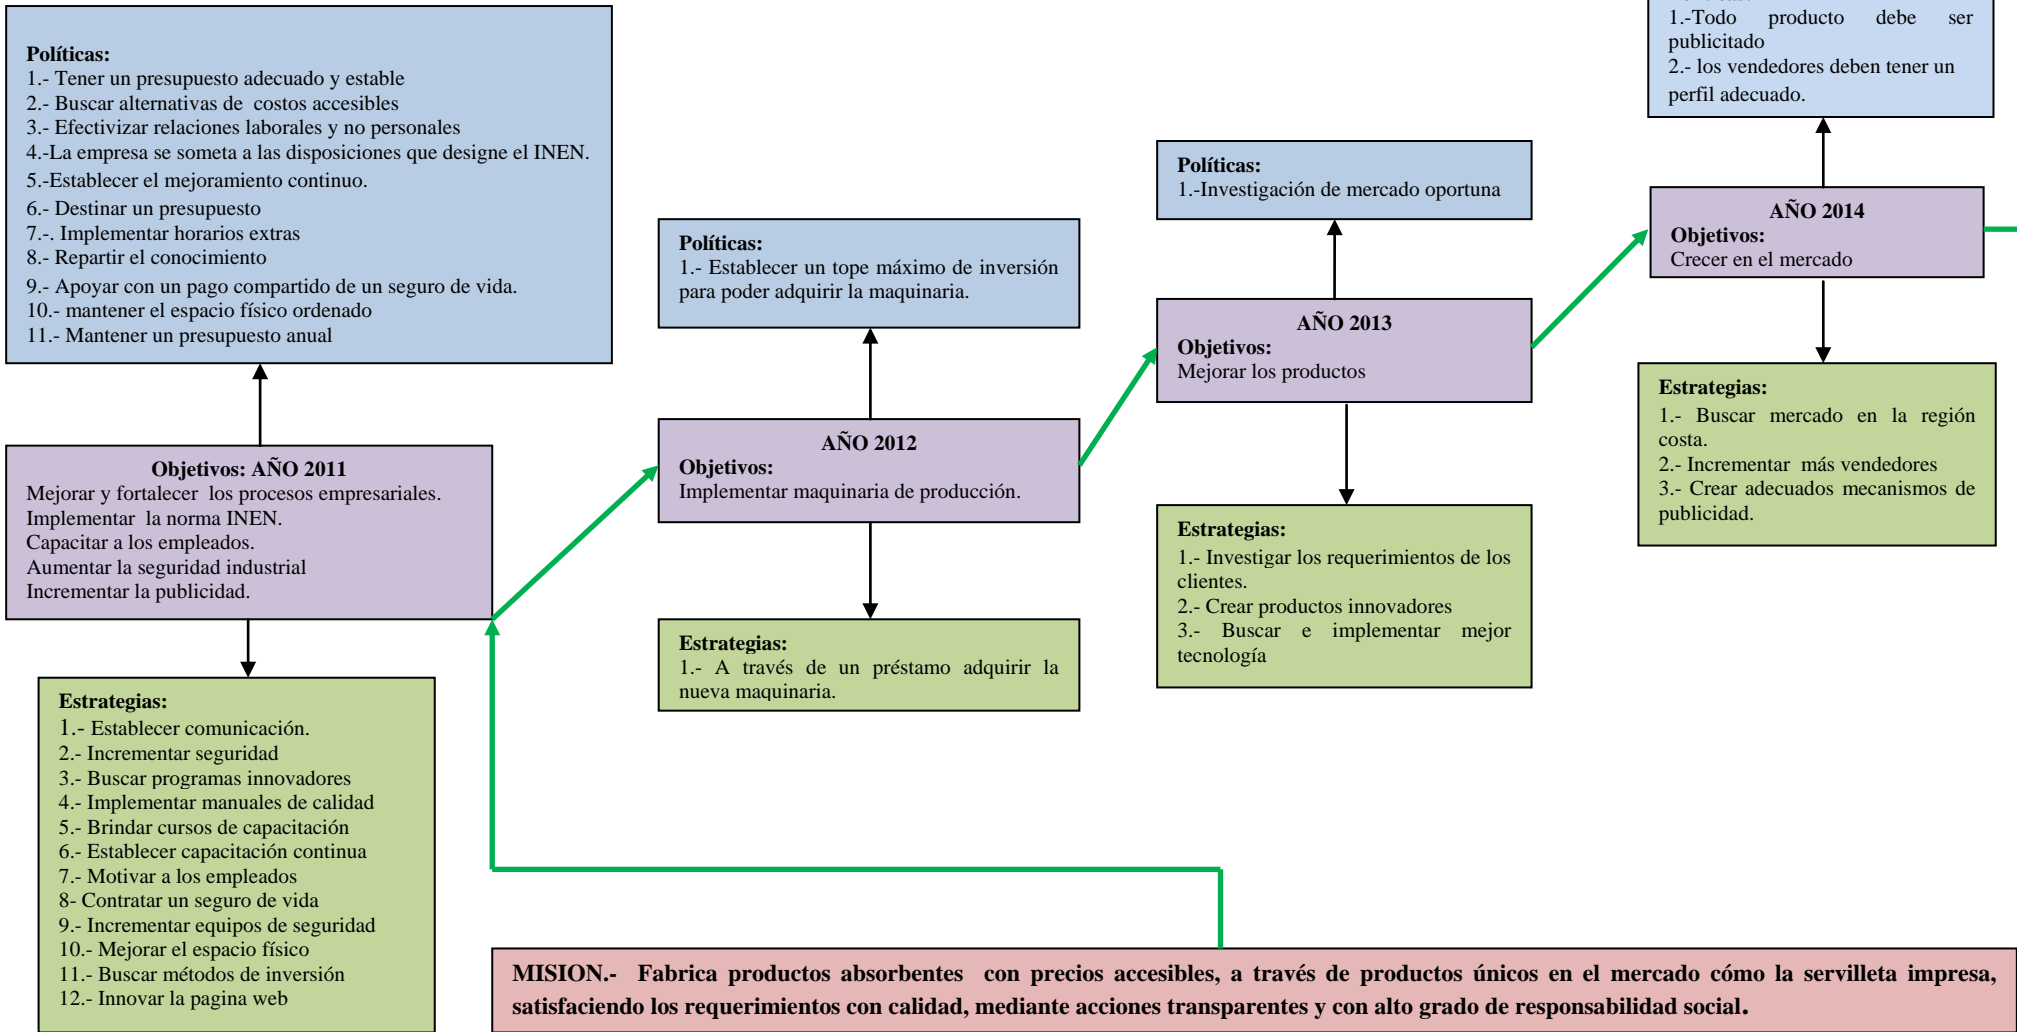 Políticas:
1.- Tener un presupuesto adecuado y estable
2.- Buscar alternativas de costos accesibles
3.- Efectivizar relaciones laborales y no personales
4.-La empresa se someta a las disposiciones que designe el INEN.
5.-Establecer el mejoramiento continuo.
6.- Destinar un presupuesto
7.-. Implementar horarios extras
8.- Repartir el conocimiento
9.- Apoyar con un pago compartido de un seguro de vida.
10.- mantener el espacio físico ordenado
11.- Mantener un presupuesto anual
Objetivos: AÑO 2011
Mejorar y fortalecer los procesos empresariales.
Implementar la norma INEN.
Capacitar a los empleados.
Aumentar la seguridad industrial
Incrementar la publicidad.
Estrategias:
1.- Establecer comunicación.
2.- Incrementar seguridad
3.- Buscar programas innovadores
4.- Implementar manuales de calidad
5.- Brindar cursos de capacitación
6.- Establecer capacitación continua
7.- Motivar a los empleados
8- Contratar un seguro de vida
9.- Incrementar equipos de seguridad
10.- Mejorar el espacio físico
11.- Buscar métodos de inversión
12.- Innovar la pagina web
Políticas:
1.- Establecer un tope máximo de inversión
para poder adquirir la maquinaria.
AÑO 2012
Objetivos:
Implementar maquinaria de producción.
Estrategias:
1.- A través de un préstamo adquirir la
nueva maquinaria.
Políticas:
1.-Investigación de mercado oportuna
AÑO 2013
Objetivos:
Mejorar los productos
Estrategias:
1.- Investigar los requerimientos de los
clientes.
2.- Crear productos innovadores
3.- Buscar e implementar mejor
tecnología
1.-Todo producto debe ser
publicitado
2.- los vendedores deben tener un
perfil adecuado.
AÑO 2014
Objetivos:
Crecer en el mercado
Estrategias:
1.- Buscar mercado en la región
costa.
2.- Incrementar más vendedores
3.- Crear adecuados mecanismos de
publicidad.
MISION.- Fabrica productos absorbentes con precios accesibles, a través de productos únicos en el mercado cómo la servilleta impresa,
satisfaciendo los requerimientos con calidad, mediante acciones transparentes y con alto grado de responsabilidad social.